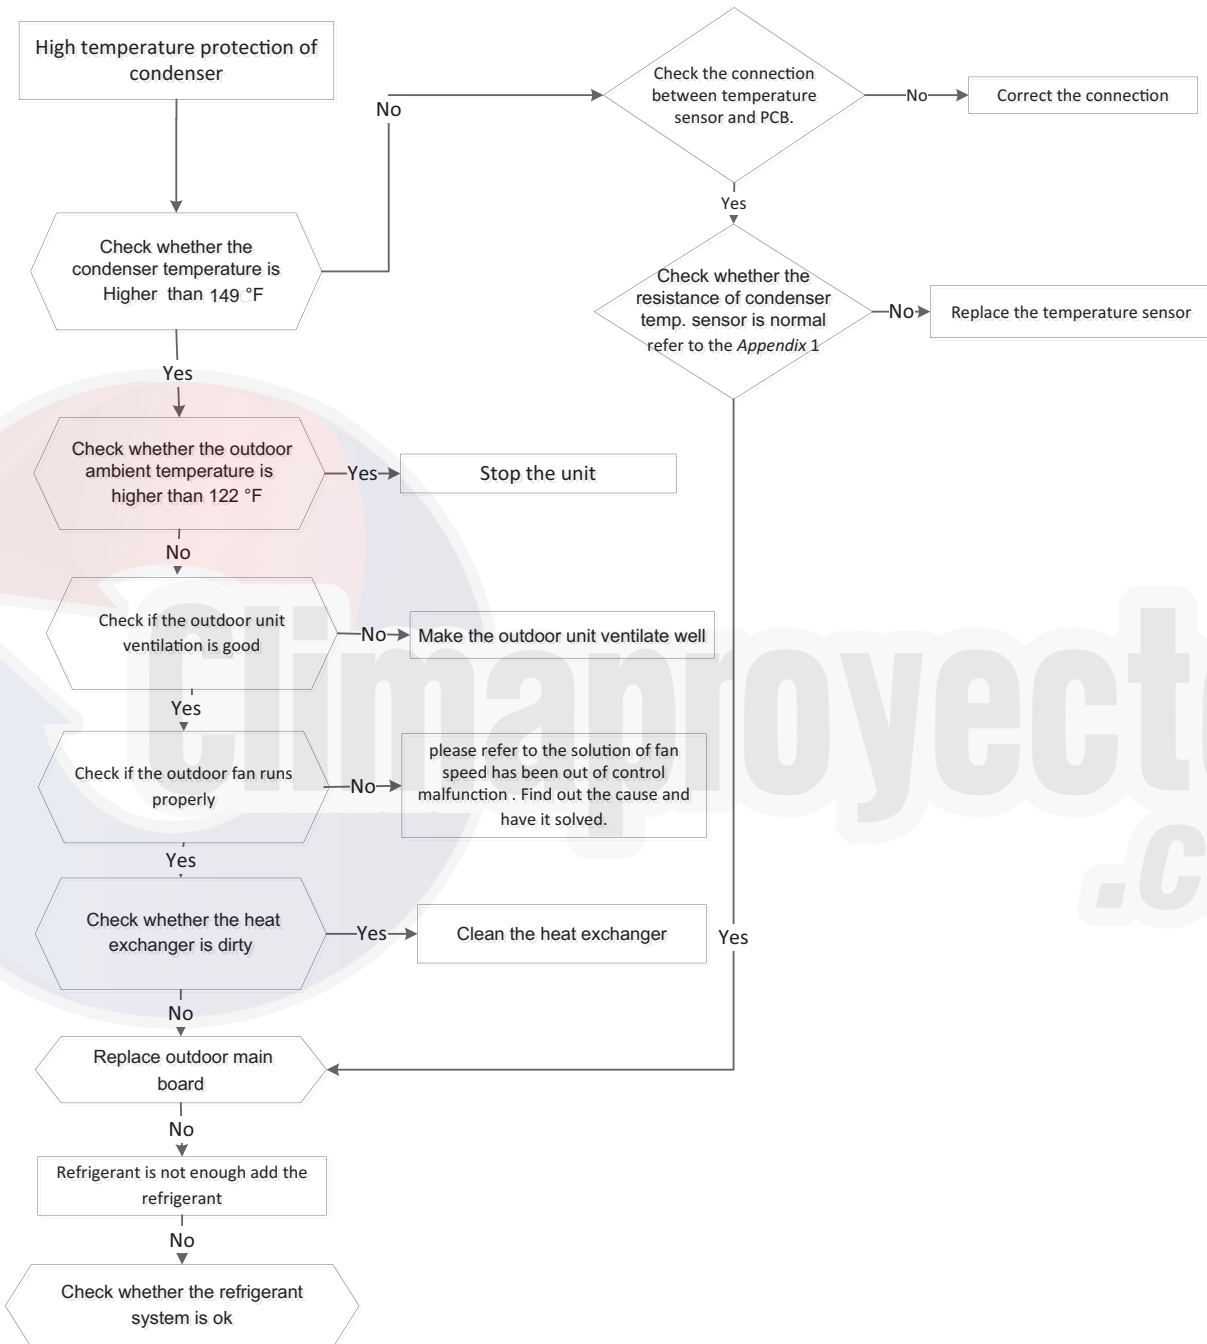 High temperature protection of
condenser
No
Check the connection
between temperature
sensor and PCB.
No
Correct the connection
Yes
Check whether the
condenser temperature is
Higher than 149 °F
Check whether the
resistance of condenser
temp. sensor is normal
refer to the Appendix 1
No
Replace the temperature sensor
Yes
Check whether the outdoor
ambient temperature is
higher than 122 °F
Yes
Stop the unit
No
Check if the outdoor unit
ventilation is good
No
Make the outdoor unit ventilate well
Yes
Check if the outdoor fan runs
properly
No
please refer to the solution of fan
speed has been out of control
malfunction . Find out the cause and
have it solved.
Yes
Check whether the heat
exchanger is dirty
Yes
Clean the heat exchanger
Yes
No
Replace outdoor main
board
No
Refrigerant is not enough add the
refrigerant
No
Check whether the refrigerant
system is ok
Climaproyecto
.c